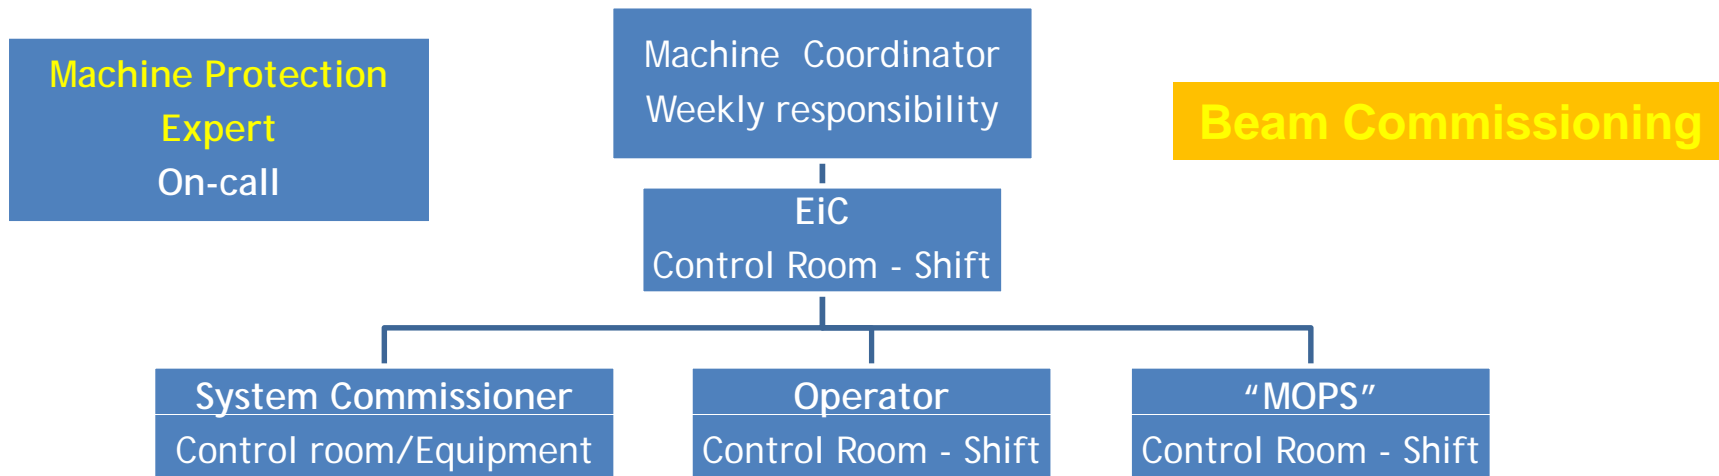 Machine Protection
Expert
On-call
Machine Coordinator
Weekly responsibility
Beam Commissioning
EiC
Control Room - Shift
System Commissioner
Control room/Equipment
Operator
Control Room - Shift
“MOPS”
Control Room - Shift